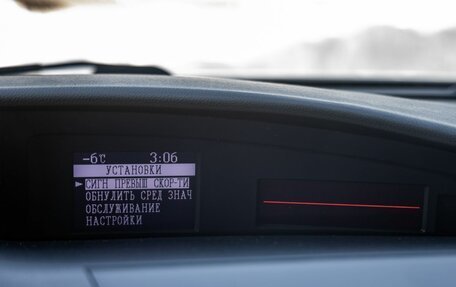 -6°C 3:06
УСТАНОВКИ
СИГН ПРЕВЫШ СКОР-ТИ
ОБНУЛИТЬ СРЕД ЗНАЧ
ОБСЛУЖИВАНИЕ
НАСТРОЙКИ